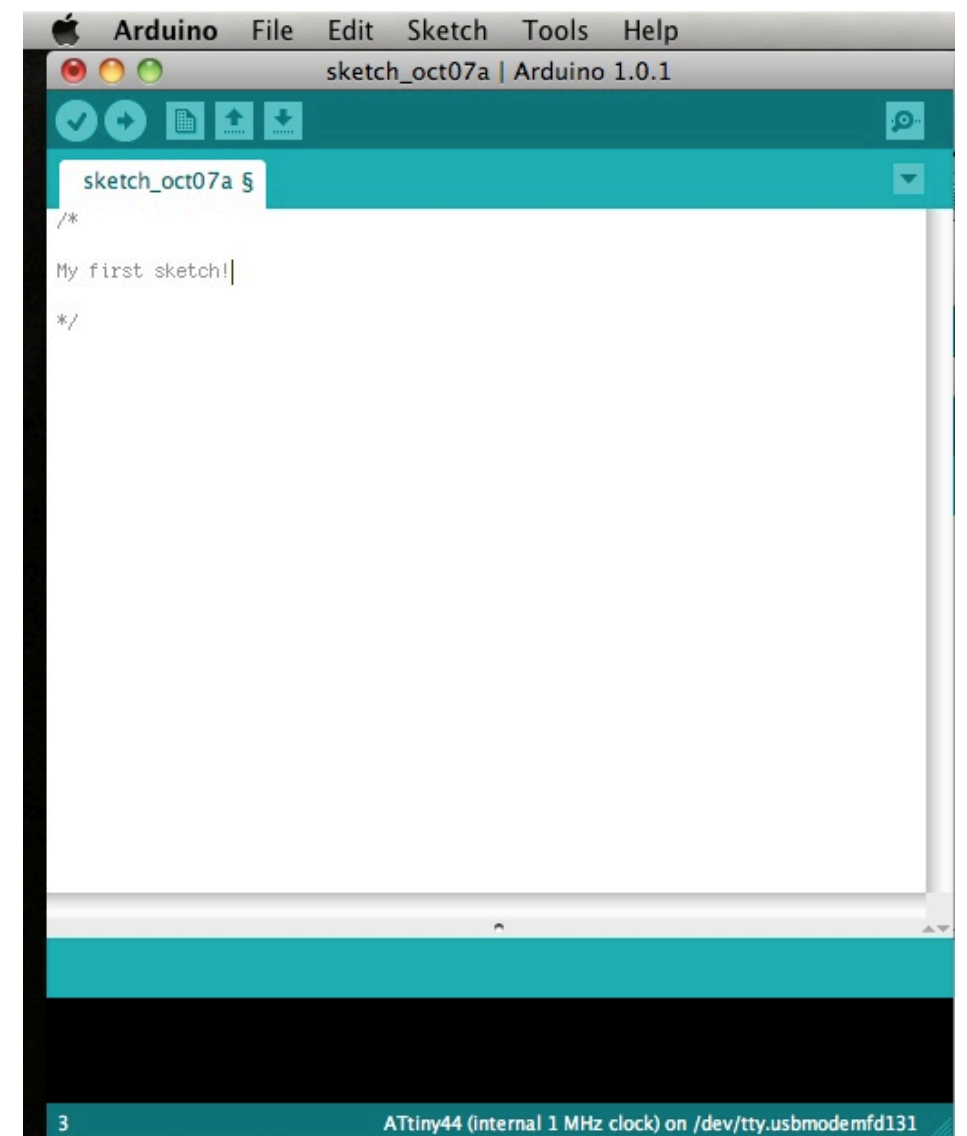 Arduino File Edit Sketch Tools Help
sketch_oct07a | Arduino 1.0.1
sketch_oct07a §
/*
My first sketch!
*/
3 ATtiny44 (internal 1 MHz clock) on /dev/tty.usbmodemfd131